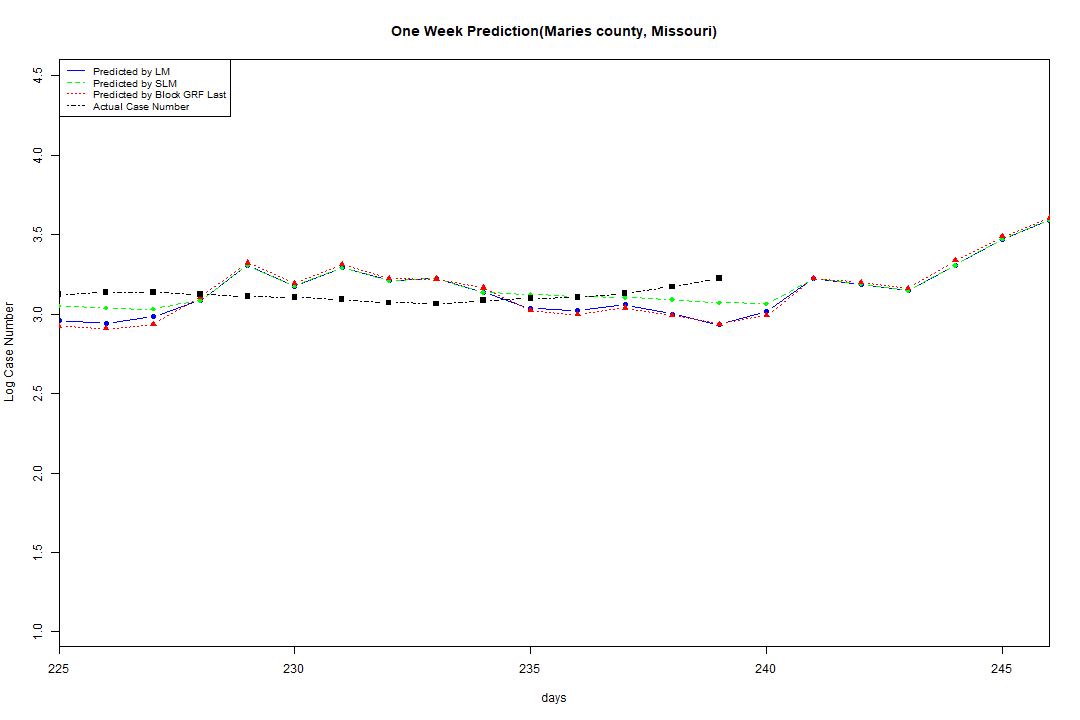 One Week Prediction(Maries county, Missouri)
Predicted by LM
Predicted by SLM
Predicted by Block GRF Last
Actual Case Number
4.5
4.0
3.5
3.0
2.5
2.0
1.5
1.0
Log Case Number
225
230
235
240
245
days